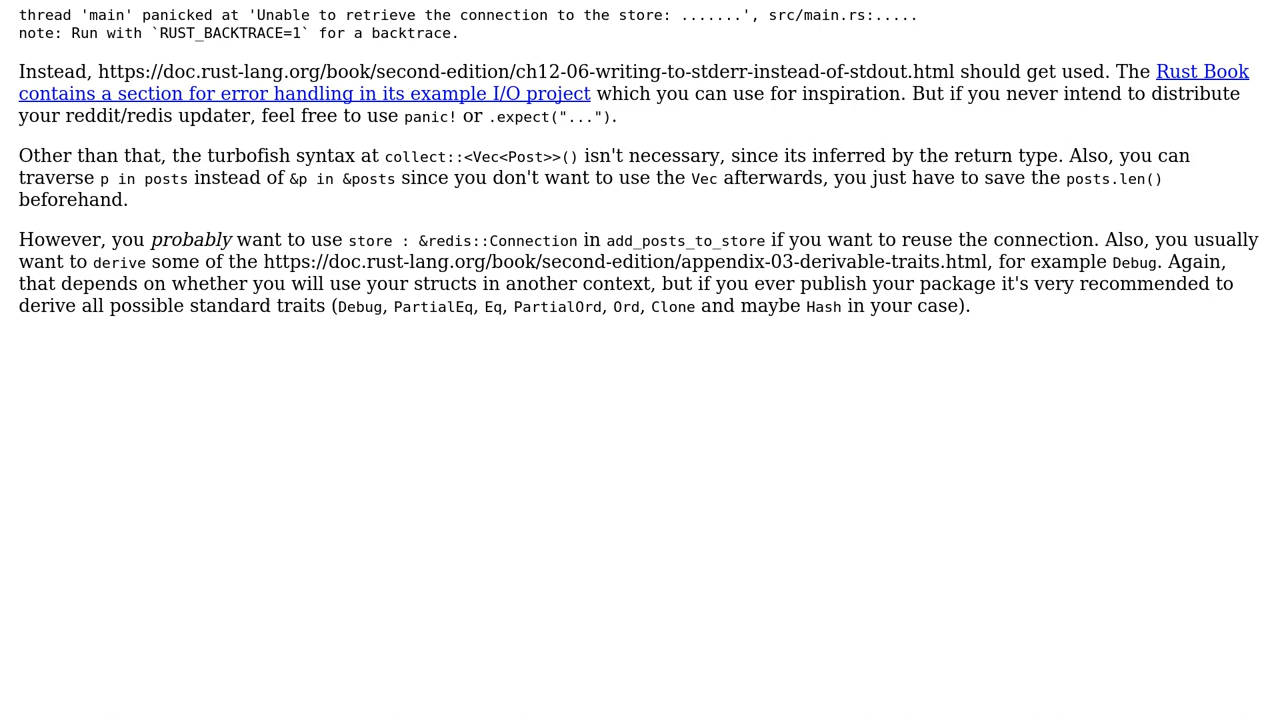 thread 'main' panicked at 'Unable to retrieve the connection to the store: .......', src/main.rs:.....
note: Run with `RUST_BACKTRACE=1` for a backtrace.
Instead, https://doc.rust-lang.org/book/second-edition/ch12-06-writing-to-stderr-instead-of-stdout.html should get used. The Rust Book
contains a section for error handling in its example I/O project which you can use for inspiration. But if you never intend to distribute
your reddit/redis updater, feel free to use panic! or .expect("...").
Other than that, the turbofish syntax at collect::<Vec<Post>>() isn't necessary, since its inferred by the return type. Also, you can
traverse p in posts instead of &p in &posts since you don't want to use the Vec afterwards, you just have to save the posts.len()
beforehand.
However, you probably want to use store : &redis::Connection in add_posts_to_store if you want to reuse the connection. Also, you usually
want to derive some of the https://doc.rust-lang.org/book/second-edition/appendix-03-derivable-traits.html, for example Debug. Again,
that depends on whether you will use your structs in another context, but if you ever publish your package it's very recommended to
derive all possible standard traits (Debug, PartialEq, Eq, PartialOrd, Ord, Clone and maybe Hash in your case).